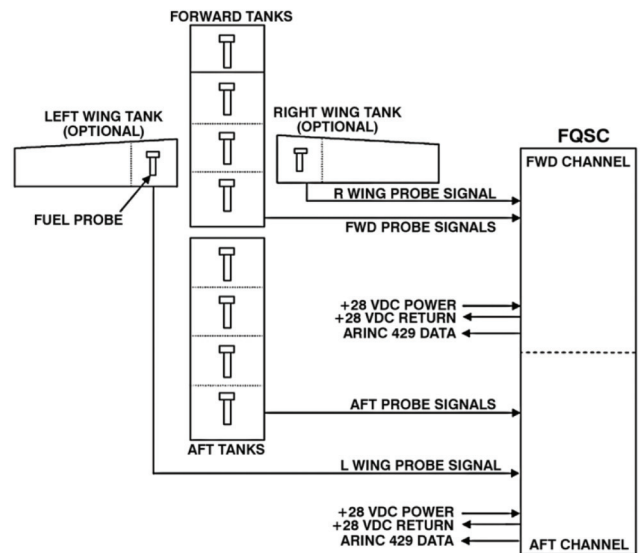 FORWARD TANKS
LEFT WING TANK
(OPTIONAL)
RIGHT WING TANK
(OPTIONAL)
FQSC
FWD CHANNEL
R WING PROBE SIGNAL
FUEL PROBE
FWD PROBE SIGNALS
+28 VDC POWER
+28 VDC RETURN
ARINC 429 DATA
AFT PROBE SIGNALS
AFT TANKS
L WING PROBE SIGNAL
+28 VDC POWER
+28 VDC RETURN
ARINC 429 DATA
AFT CHANNEL